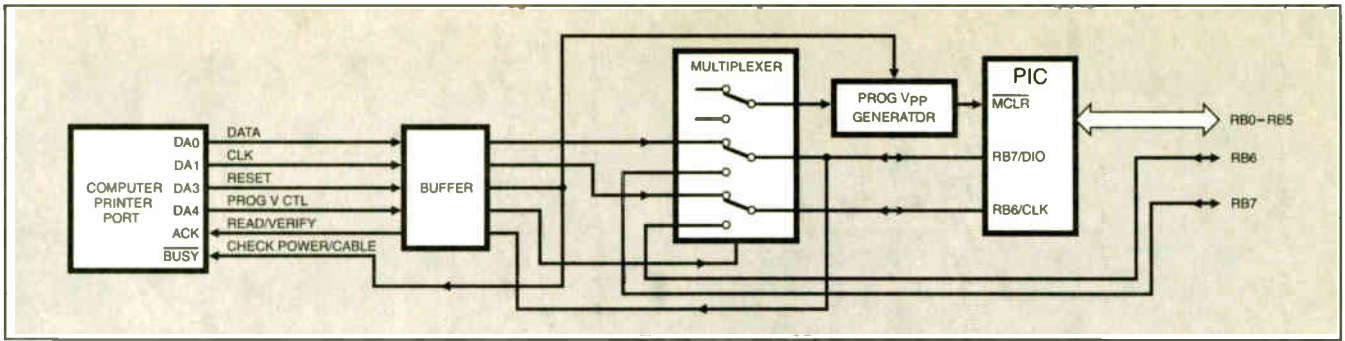 COMPUTER
PRINTER
PORT
DA0
DA1
DA3
DA4
ACK
BUSY
DATA
CLK
RESET
PROG V CTL
READ/VERIFY
CHECK POWER/CABLE
BUFFER
MULTIPLEXER
PROG VPP
GENERATOR
PIC
MCLR
RB7/DIO
RB6/CLK
RB0–RB5
RB6
RB7